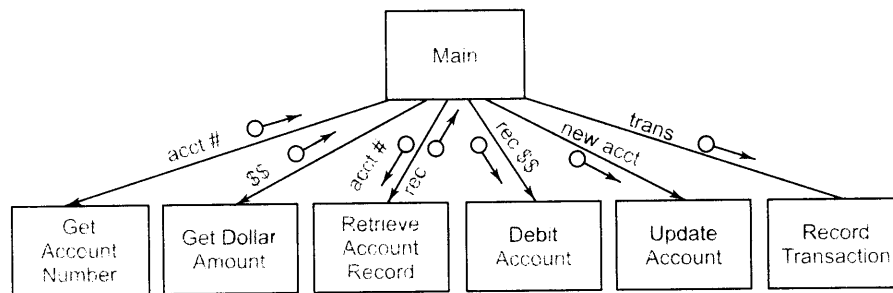 Main
acct #
$$
acct #
rec
rec $$
new acct
trans
Get
Account
Number
Get Dollar
Amount
Retrieve
Account
Record
Debit
Account
Update
Account
Record
Transaction